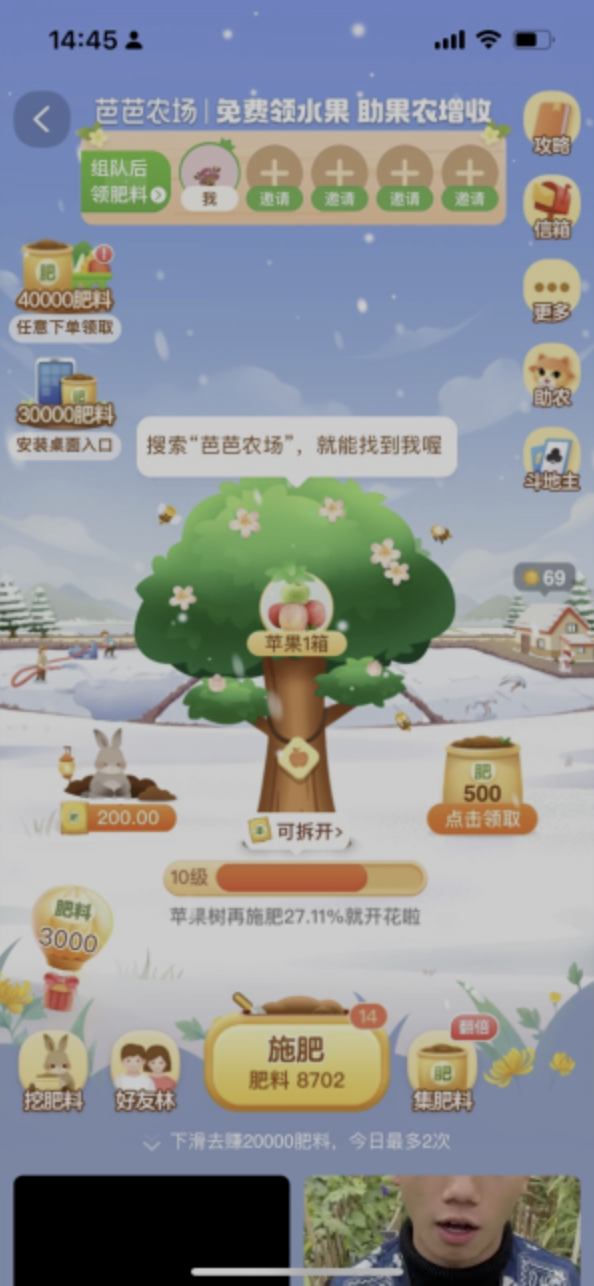 14:45
芭芭农场 | 免费领水果 助果农增收
组队后
领肥料
我
邀请
邀请
邀请
邀请
攻略
信箱
更多
助农
斗地主
肥
40000肥料
任意下单领取
肥
30000肥料
安装桌面入口
搜索“芭芭农场”，就能找到我喔
69
苹果1箱
200.00
肥
500
点击领取
可拆开>
10级
苹果树再施肥27.11%就开花啦
肥料
3000
14
施肥
肥料 8702
翻倍
肥
挖肥料
好友林
集肥料
下滑去赚20000肥料，今日最多2次